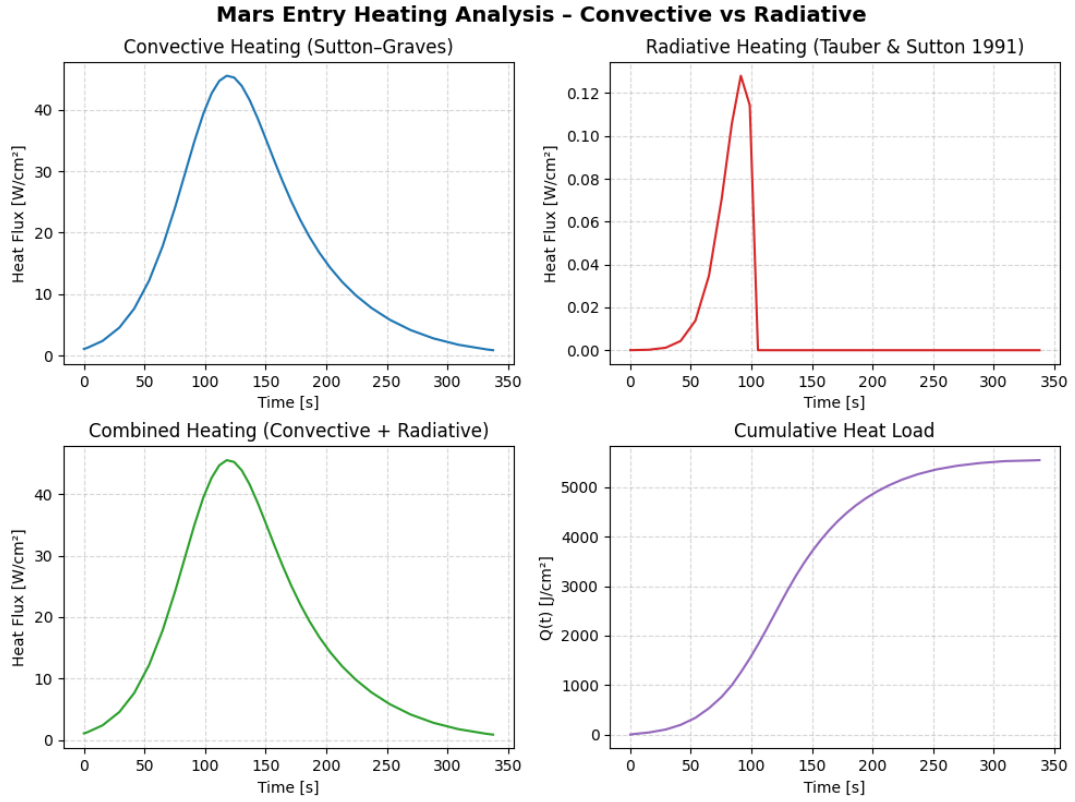 Mars Entry Heating Analysis – Convective vs Radiative
Convective Heating (Sutton–Graves)
Heat Flux [W/cm²]
40
30
20
10
0
0 50 100 150 200 250 300 350
Time [s]
Radiative Heating (Tauber & Sutton 1991)
Heat Flux [W/cm²]
0.12
0.10
0.08
0.06
0.04
0.02
0.00
0 50 100 150 200 250 300 350
Time [s]
Combined Heating (Convective + Radiative)
Heat Flux [W/cm²]
40
30
20
10
0
0 50 100 150 200 250 300 350
Time [s]
Cumulative Heat Load
Q(t) [J/cm²]
5000
4000
3000
2000
1000
0
0 50 100 150 200 250 300 350
Time [s]